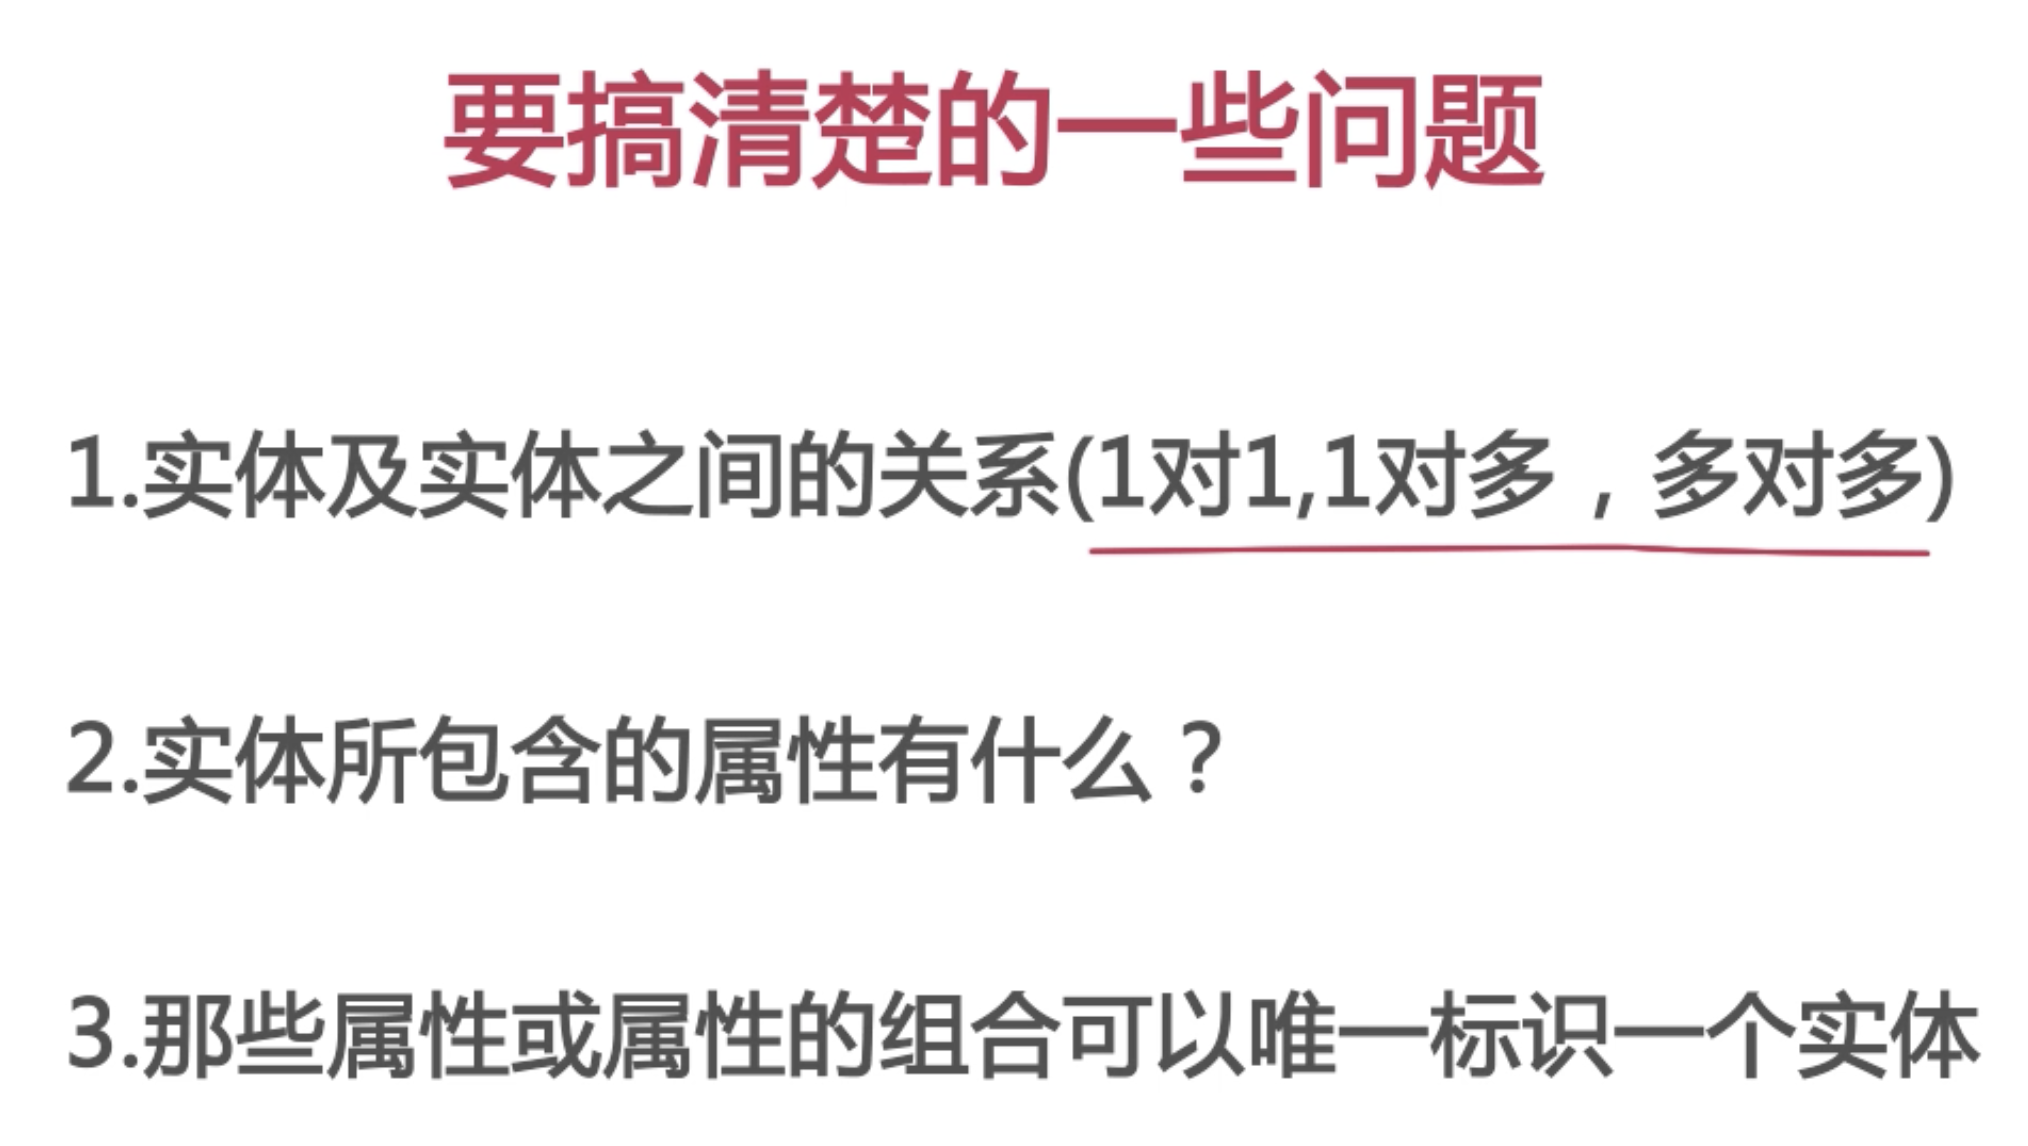 要搞清楚的一些问题
1.实体及实体之间的关系(1对1,1对多，多对多)
2.实体所包含的属性有什么？
3.那些属性或属性的组合可以唯一标识一个实体